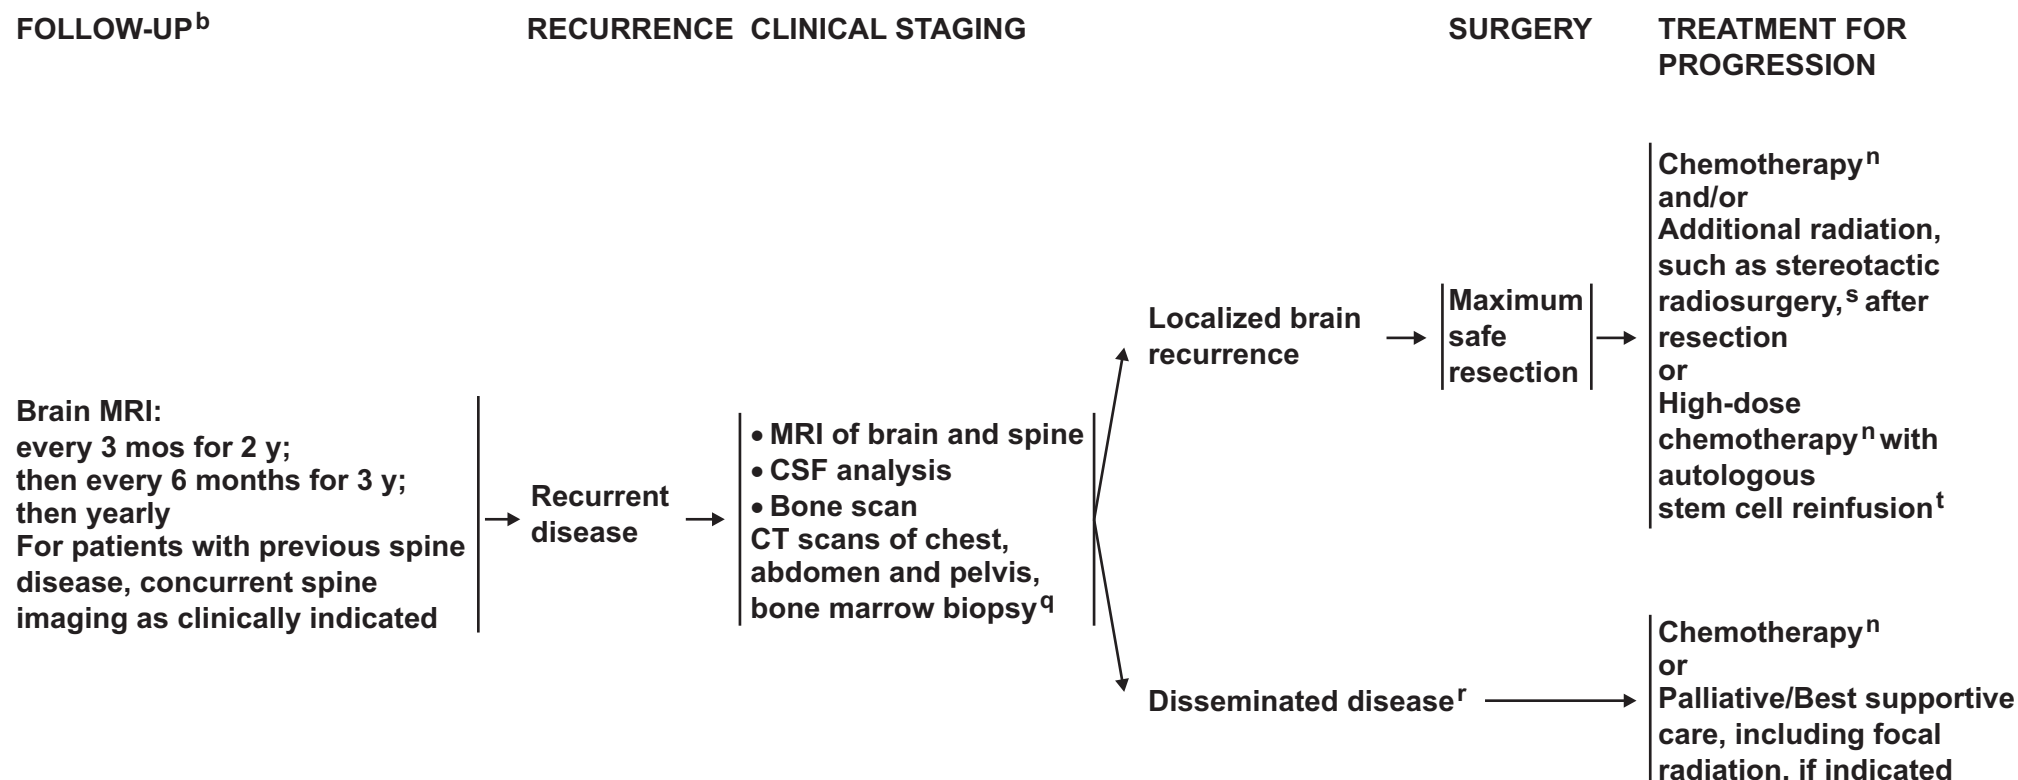 FOLLOW-UPb
RECURRENCE
CLINICAL STAGING
SURGERY
TREATMENT FOR
PROGRESSION
Brain MRI:
every 3 mos for 2 y;
then every 6 months for 3 y;
then yearly
For patients with previous spine
disease, concurrent spine
imaging as clinically indicated
Recurrent
disease
• MRI of brain and spine
• CSF analysis
• Bone scan
CT scans of chest,
abdomen and pelvis,
bone marrow biopsyq
Localized brain
recurrence
Maximum
safe
resection
Chemotherapyn
and/or
Additional radiation,
such as stereotactic
radiosurgery,s after
resection
or
High-dose
chemotherapyn with
autologous
stem cell reinfusiont
Disseminated diseaser
Chemotherapyn
or
Palliative/Best supportive
care, including focal
radiation, if indicated